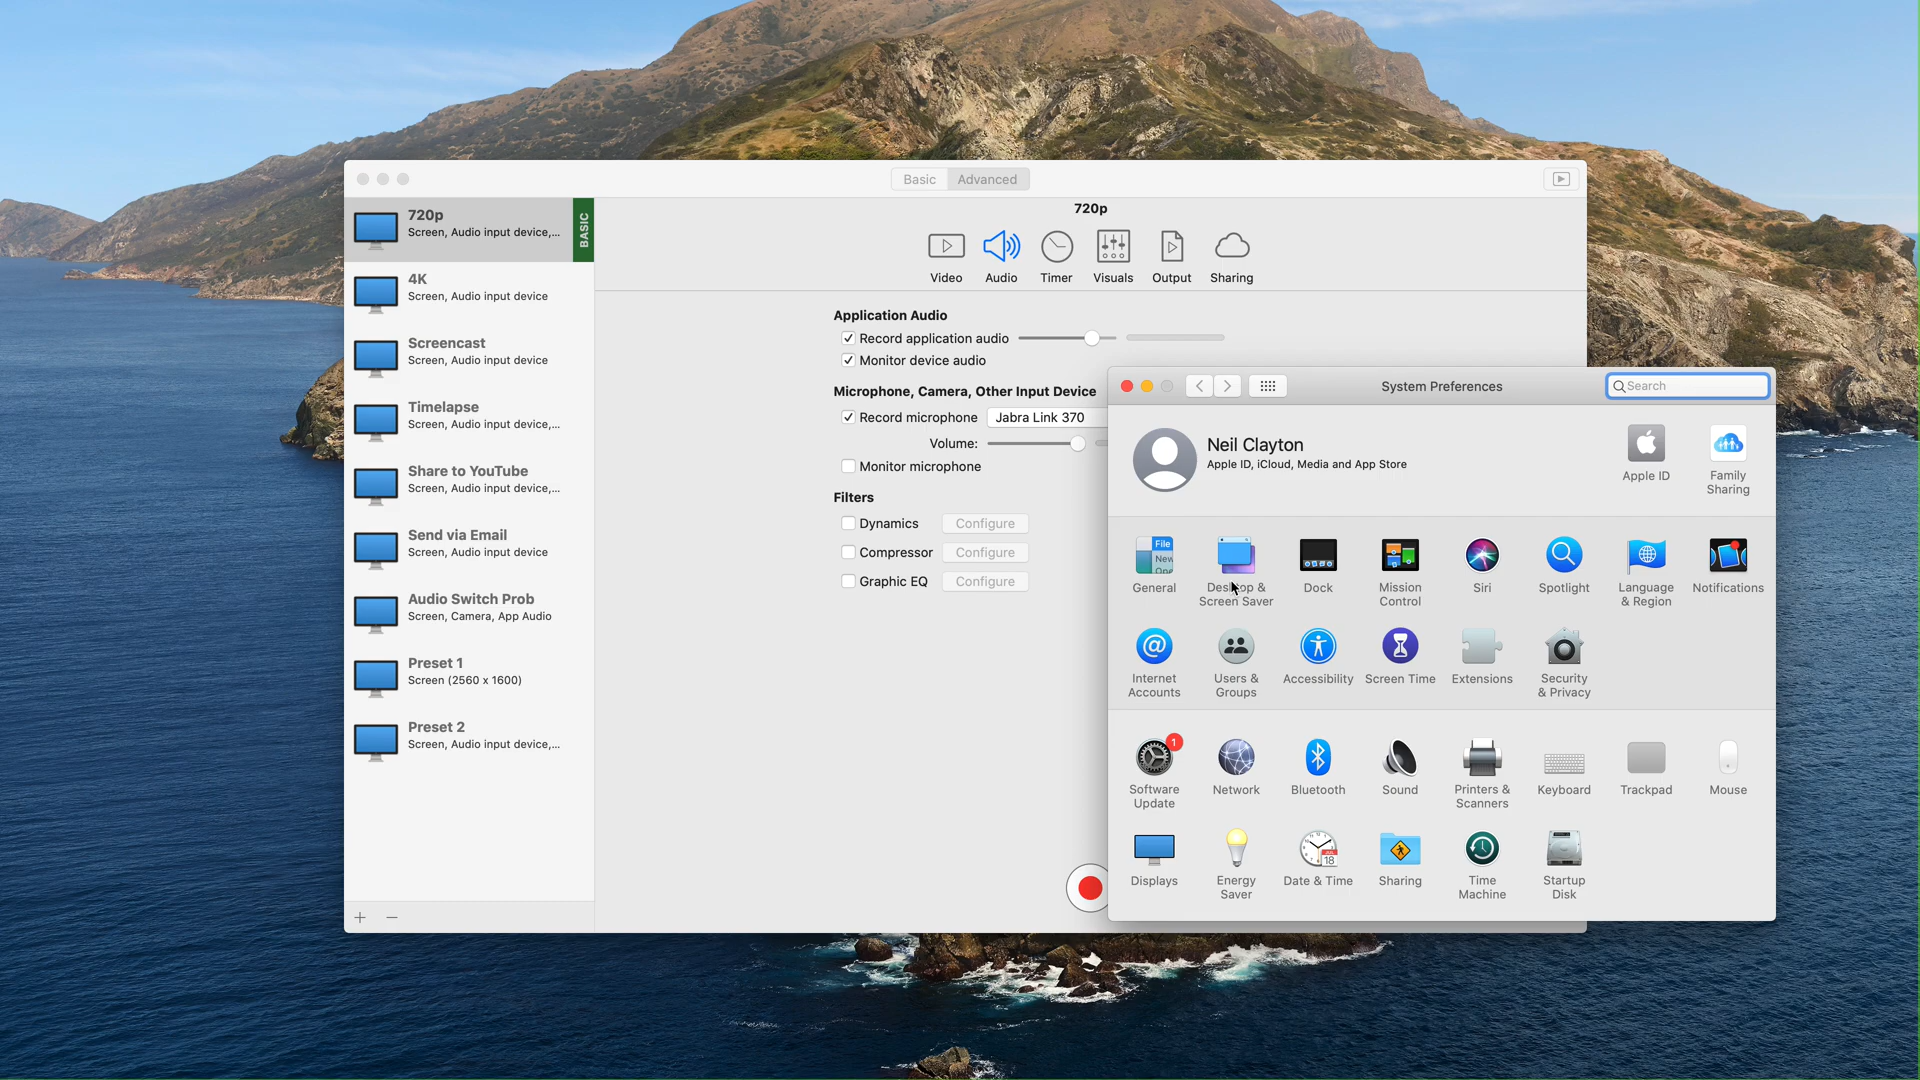 Basic
Advanced
720p
Screen, Audio input device,...
BASIC
4K
Screen, Audio input device
Screencast
Screen, Audio input device
Timelapse
Screen, Audio input device,...
Share to YouTube
Screen, Audio input device,...
Send via Email
Screen, Audio input device
Audio Switch Prob
Screen, Camera, App Audio
Preset 1
Screen (2560 x 1600)
Preset 2
Screen, Audio input device,...
720p
Video
Audio
Timer
Visuals
Output
Sharing
Application Audio
Record application audio
Monitor device audio
Microphone, Camera, Other Input Device
Record microphone
Jabra Link 370
Volume:
Monitor microphone
Filters
Dynamics
Configure
Compressor
Configure
Graphic EQ
Configure
System Preferences
Search
Neil Clayton
Apple ID, iCloud, Media and App Store
Apple ID
Family
Sharing
File
New
General
Desktop &
Screen Saver
Dock
Mission
Control
Siri
Spotlight
Language
& Region
Notifications
Internet
Accounts
Users &
Groups
Accessibility
Screen Time
Extensions
Security
& Privacy
1
Software
Update
Network
Bluetooth
Sound
Printers &
Scanners
Keyboard
Trackpad
Mouse
Displays
Energy
Saver
18
Date & Time
Sharing
Time
Machine
Startup
Disk